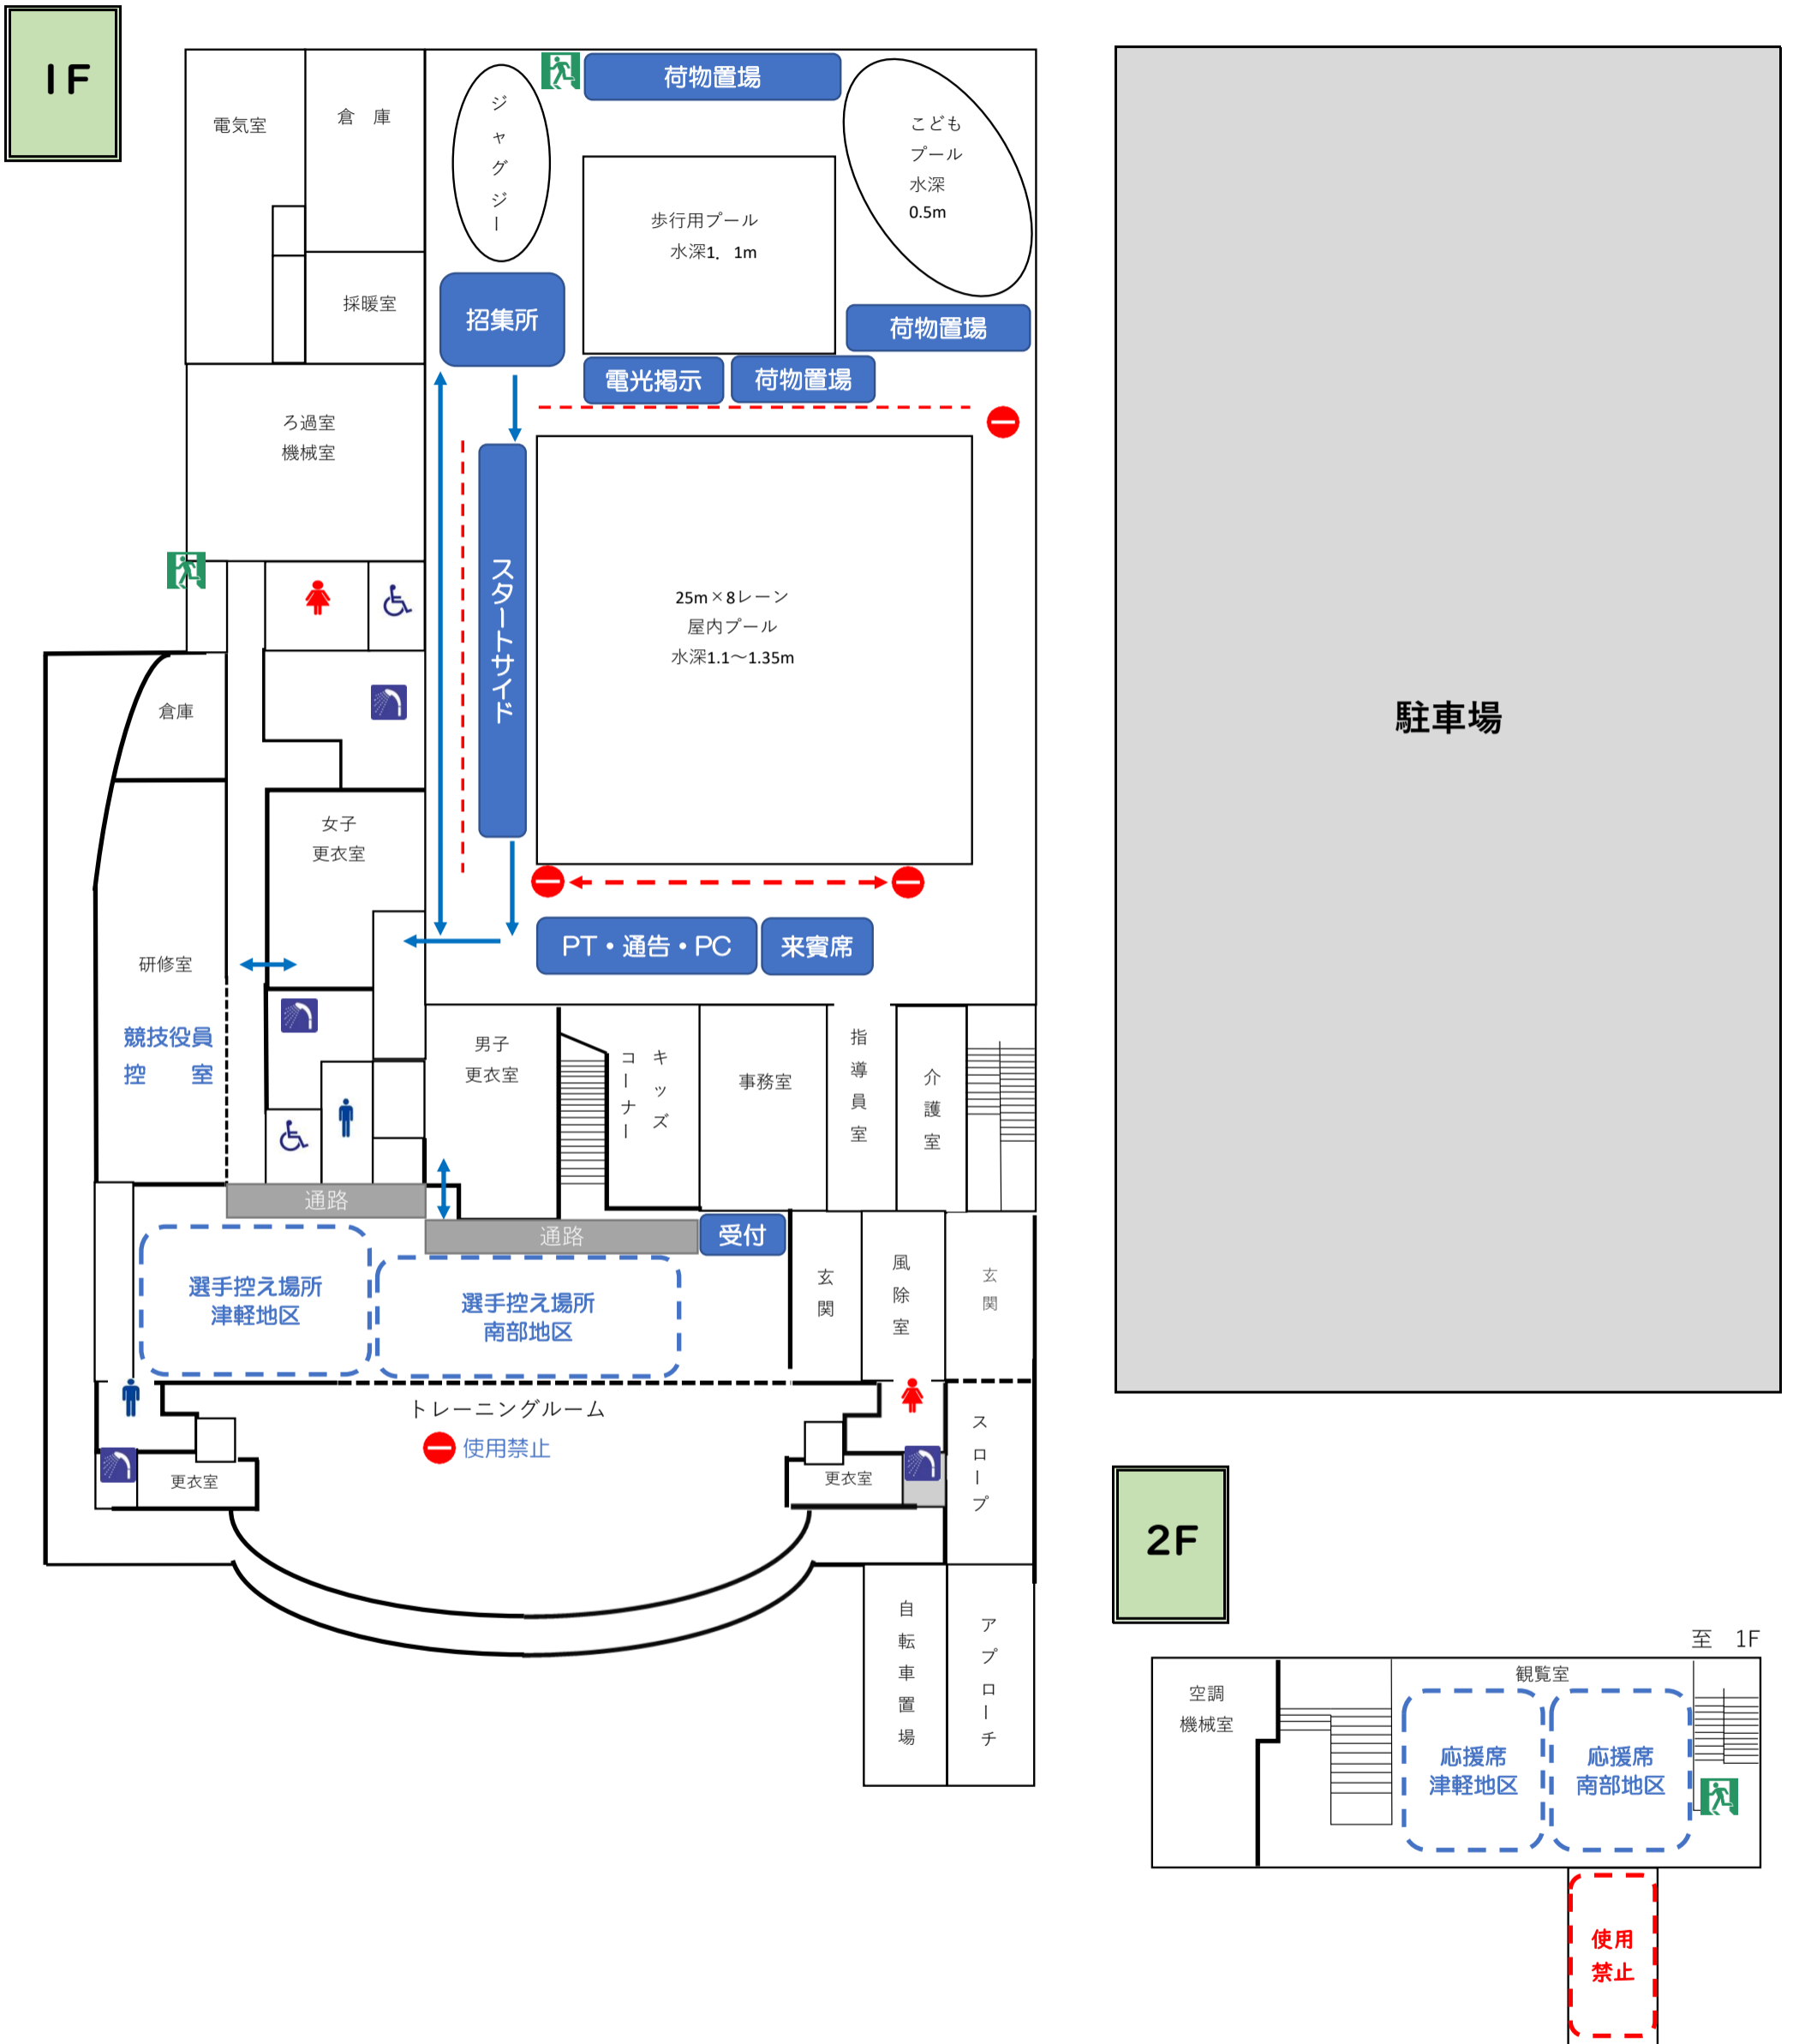 1F
荷物置場
電気室
倉　庫
ジャグジー
こども
プール
水深
0.5m
歩行用プール
水深1．1m
採暖室
招集所
荷物置場
電光掲示
荷物置場
ろ過室
機械室
スタートサイド
25m×8レーン
屋内プール
水深1.1～1.35m
駐車場
倉庫
女子
更衣室
PT・通告・PC
来賓席
研修室
競技役員
控　室
男子
更衣室
キッズ
コーナー
事務室
指導員室
介護室
通路
通路
受付
選手控え場所
津軽地区
選手控え場所
南部地区
玄関
風除室
玄関
トレーニングルーム
使用禁止
更衣室
更衣室
スロープ
自転車置場
アプローチ
2F
至　1F
観覧室
空調
機械室
応援席
津軽地区
応援席
南部地区
使用
禁止